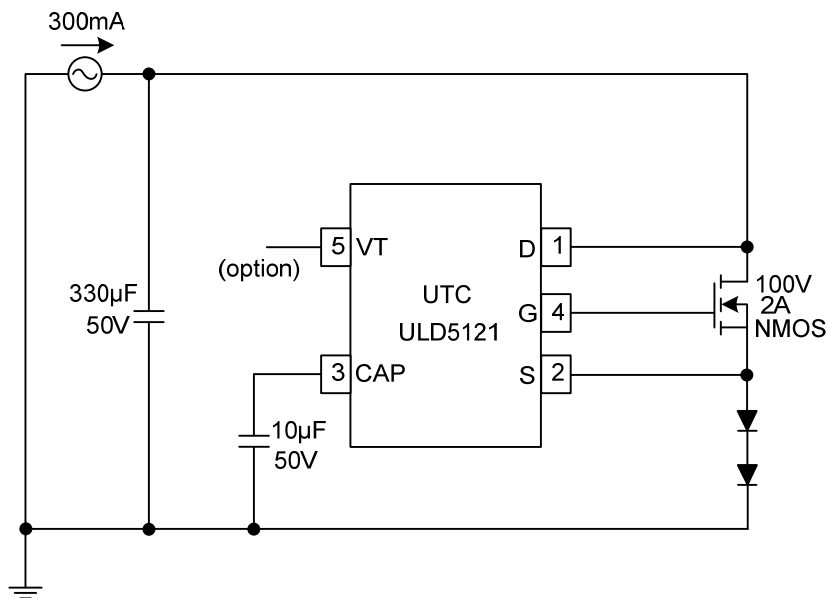 300mA
5 VT
(option)
D 1
330µF
50V
UTC
ULD5121
G 4
100V
2A
NMOS
3 CAP
S 2
10µF
50V